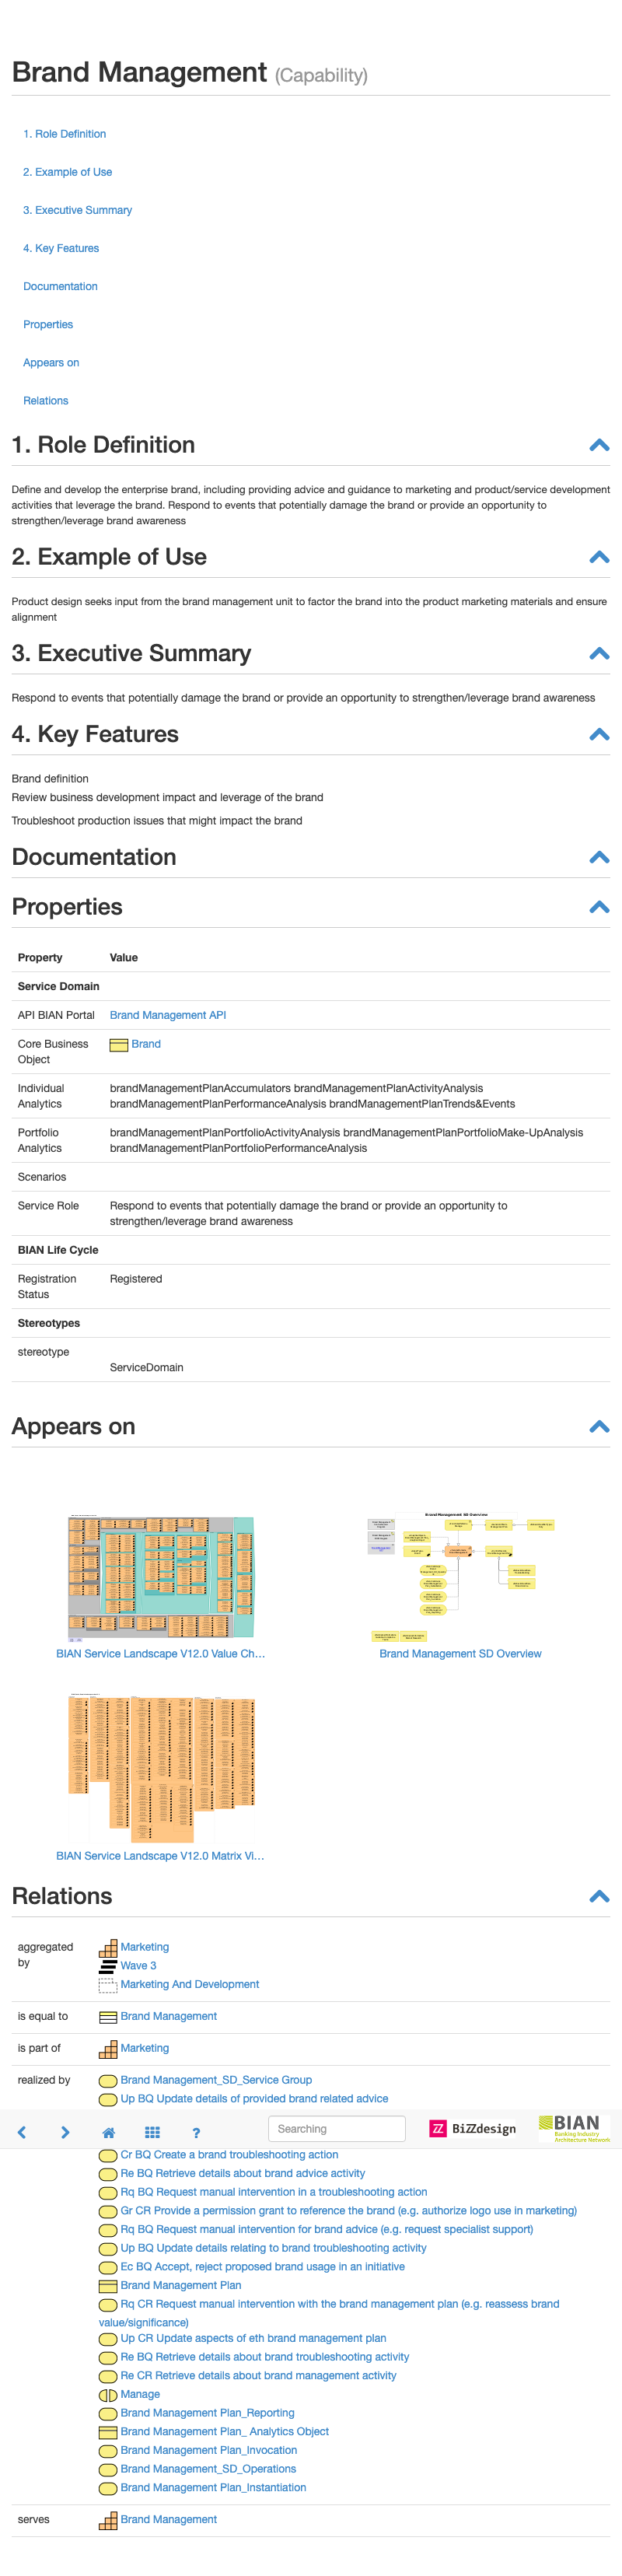 Brand Management (Capability)
1. Role Definition
2. Example of Use
3. Executive Summary
4. Key Features
Documentation
Properties
Appears on
Relations
1. Role Definition
Define and develop the enterprise brand, including providing advice and guidance to marketing and product/service development
activities that leverage the brand. Respond to events that potentially damage the brand or provide an opportunity to
strengthen/leverage brand awareness
2. Example of Use
Product design seeks input from the brand management unit to factor the brand into the product marketing materials and ensure
alignment
3. Executive Summary
Respond to events that potentially damage the brand or provide an opportunity to strengthen/leverage brand awareness
4. Key Features
Brand definition
Review business development impact and leverage of the brand
Troubleshoot production issues that might impact the brand
Documentation
Properties
Property Value
Service Domain
API BIAN Portal Brand Management API
Core Business Brand
Object
Individual brandManagementPlanAccumulators brandManagementPlanActivityAnalysis
Analytics brandManagementPlanPerformanceAnalysis brandManagementPlanTrends&Events
Portfolio brandManagementPlanPortfolioActivityAnalysis brandManagementPlanPortfolioMake-UpAnalysis
Analytics brandManagementPlanPortfolioPerformanceAnalysis
Scenarios
Service Role Respond to events that potentially damage the brand or provide an opportunity to
strengthen/leverage brand awareness
BIAN Life Cycle
Registration Registered
Status
Stereotypes
stereotype
ServiceDomain
Appears on
Brand Management SD Overview
BIAN Service Landscape V12.0 Value Ch...
Brand Management SD Overview
BIAN Service Landscape V12.0 Matrix Vi...
Relations
aggregated Marketing
by Wave 3
Marketing And Development
is equal to Brand Management
is part of Marketing
realized by Brand Management_SD_Service Group
Up BQ Update details of provided brand related advice
? Searching BiZZdesign BIAN
Banking Industry
Architecture Network
Cr BQ Create a brand troubleshooting action
Re BQ Retrieve details about brand advice activity
Rq BQ Request manual intervention in a troubleshooting action
Gr CR Provide a permission grant to reference the brand (e.g. authorize logo use in marketing)
Rq BQ Request manual intervention for brand advice (e.g. request specialist support)
Up BQ Update details relating to brand troubleshooting activity
Ec BQ Accept, reject proposed brand usage in an initiative
Brand Management Plan
Rq CR Request manual intervention with the brand management plan (e.g. reassess brand
value/significance)
Up CR Update aspects of eth brand management plan
Re BQ Retrieve details about brand troubleshooting activity
Re CR Retrieve details about brand management activity
Manage
Brand Management Plan_Reporting
Brand Management Plan_ Analytics Object
Brand Management Plan_Invocation
Brand Management_SD_Operations
Brand Management Plan_Instantiation
serves Brand Management